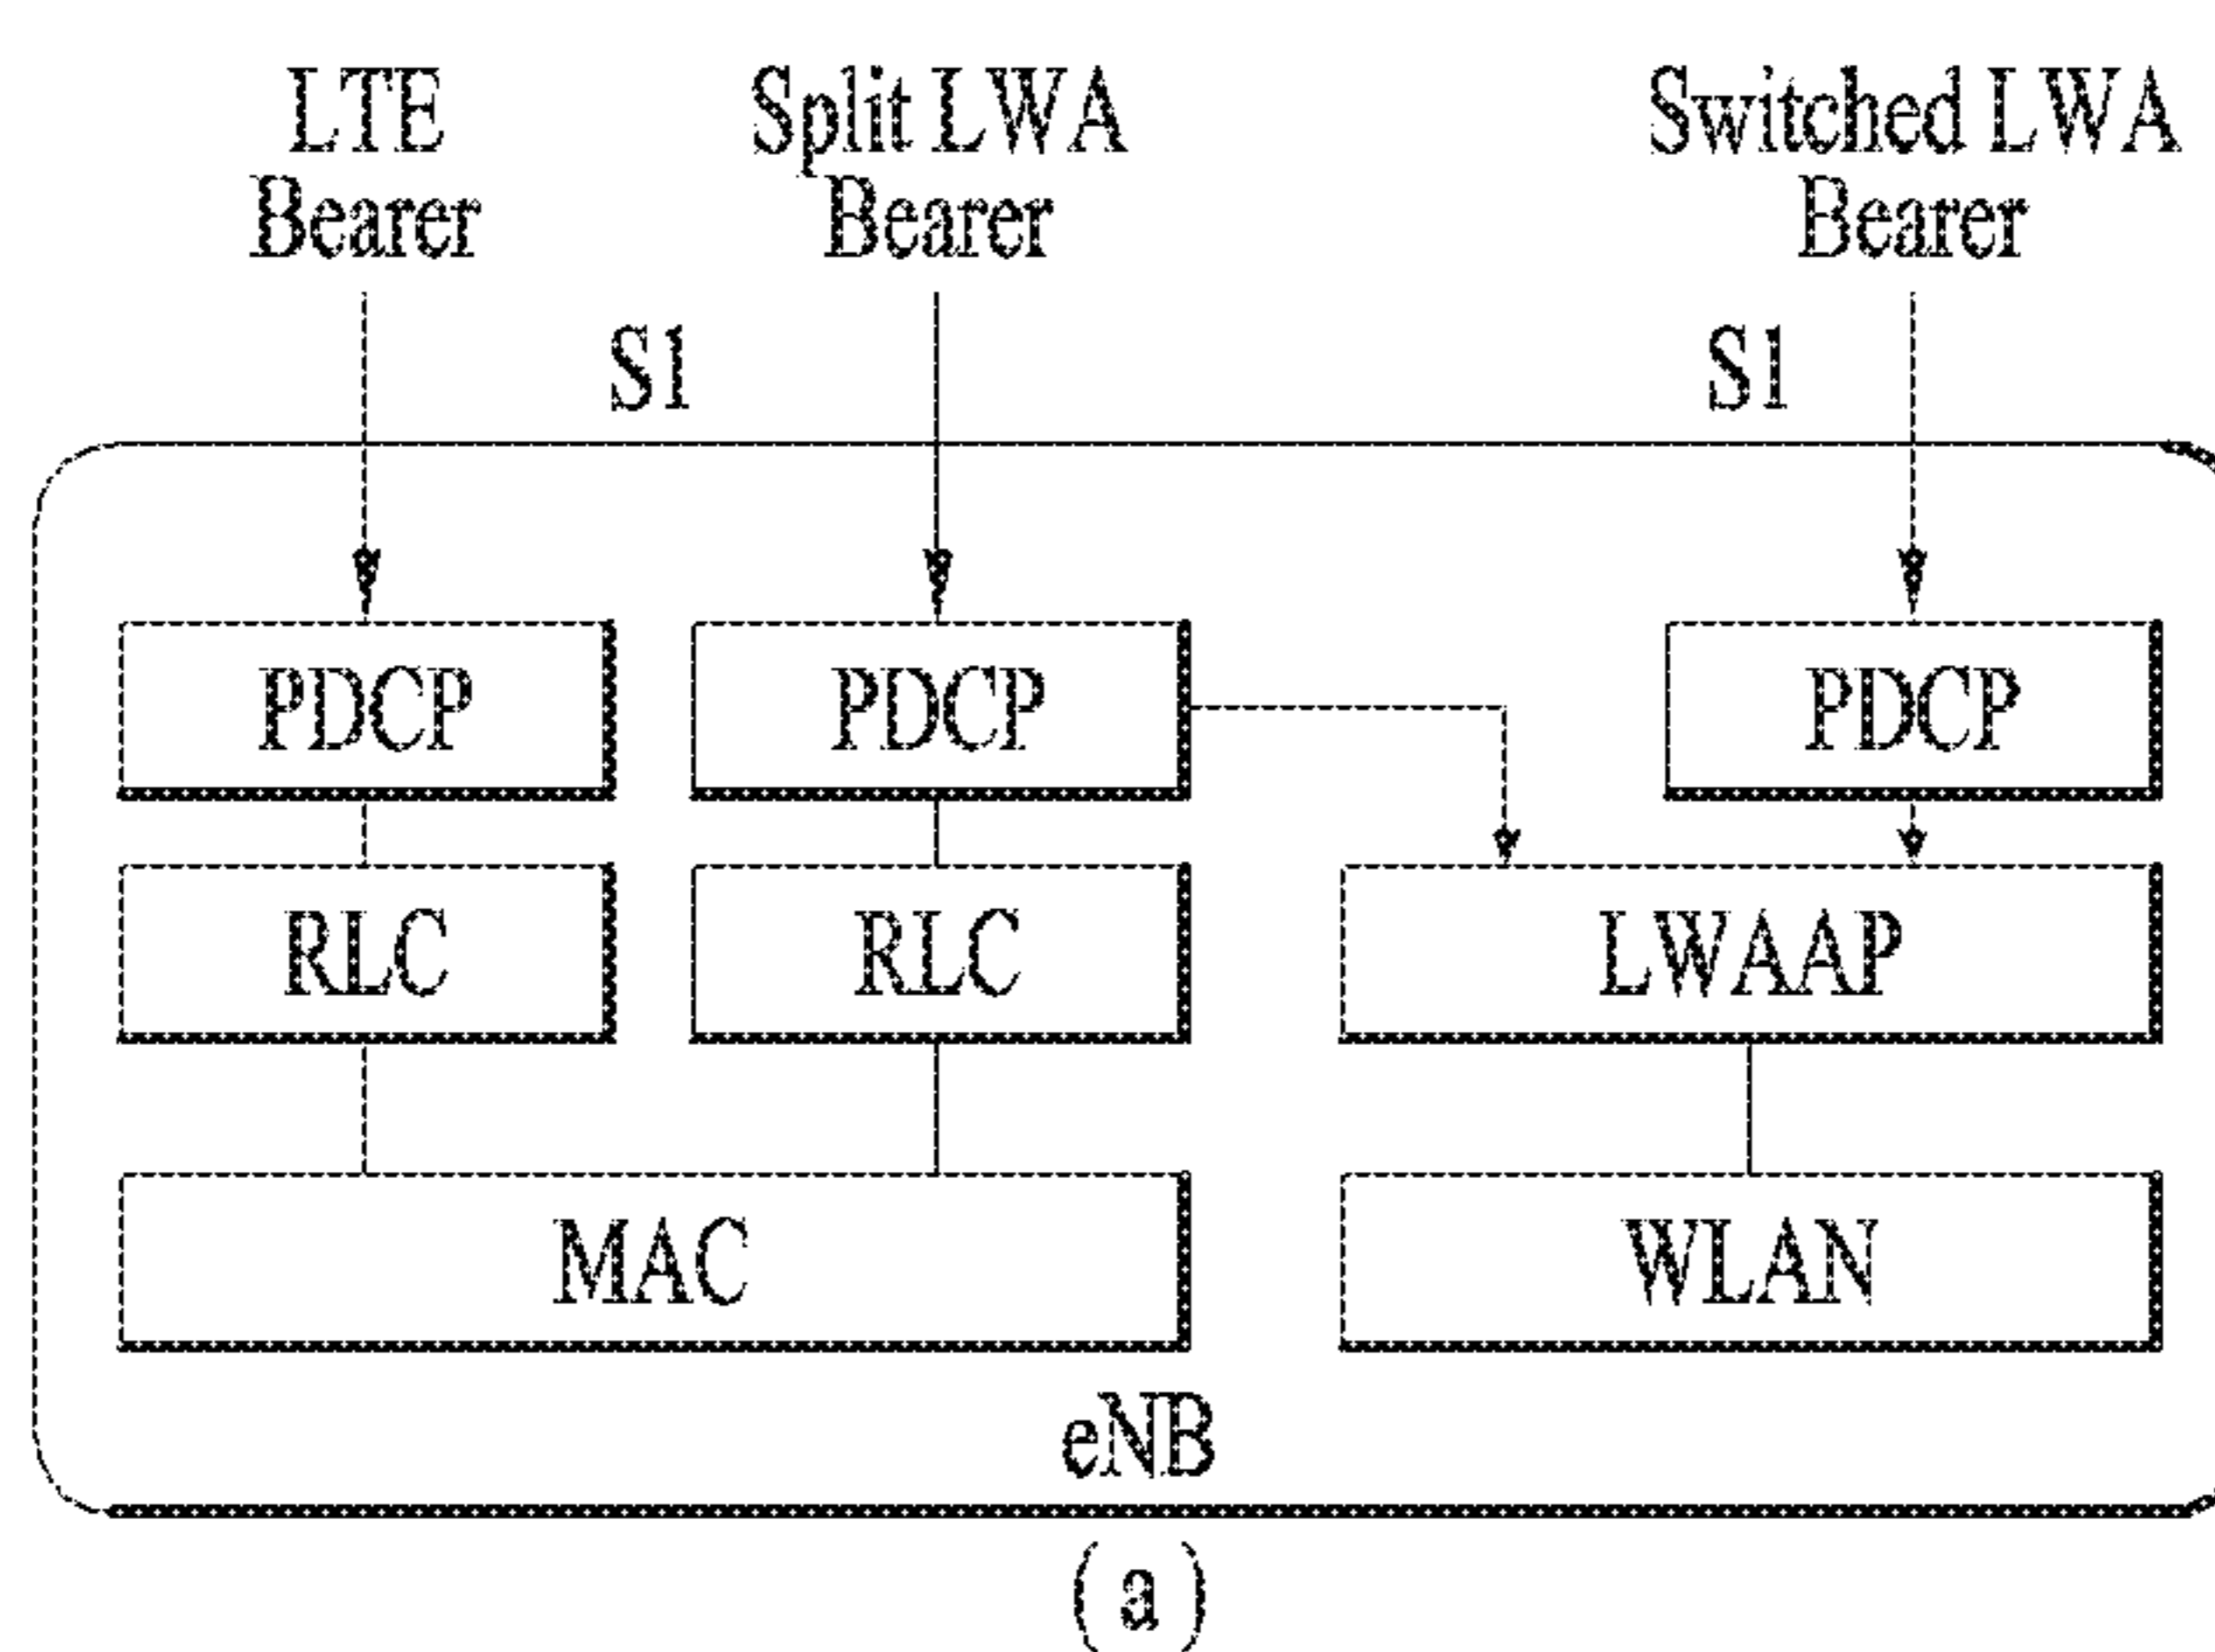 LTE
Bearer
Split LWA
Bearer
Switched LWA
Bearer
S1
S1
PDCP
PDCP
PDCP
RLC
RLC
LWAAP
MAC
WLAN
eNB
(a)